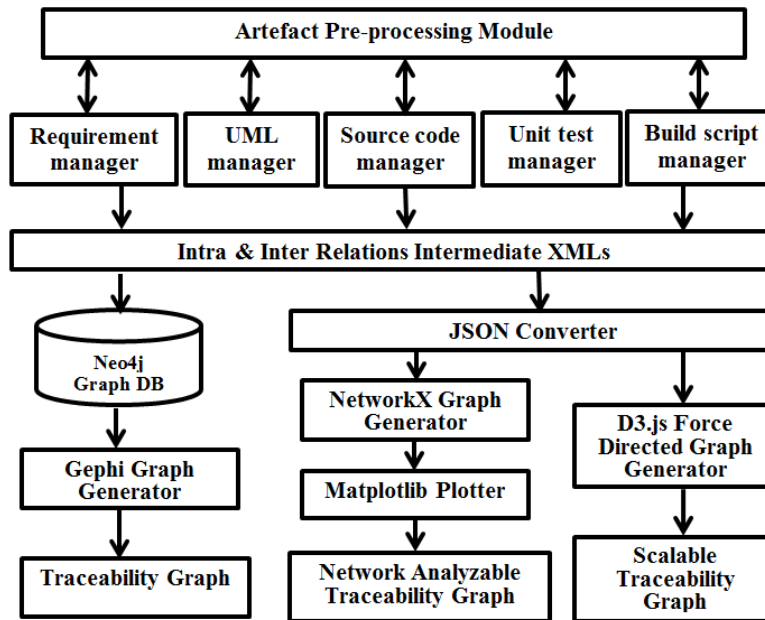 Artefact Pre-processing Module
Requirement
manager
UML
manager
Source code
manager
Unit test
manager
Build script
manager
Intra & Inter Relations Intermediate XMLs
Neo4j
Graph DB
JSON Converter
NetworkX Graph
Generator
D3.js Force
Directed Graph
Generator
Gephi Graph
Generator
Matplotlib Plotter
Traceability Graph
Network Analyzable
Traceability Graph
Scalable
Traceability
Graph